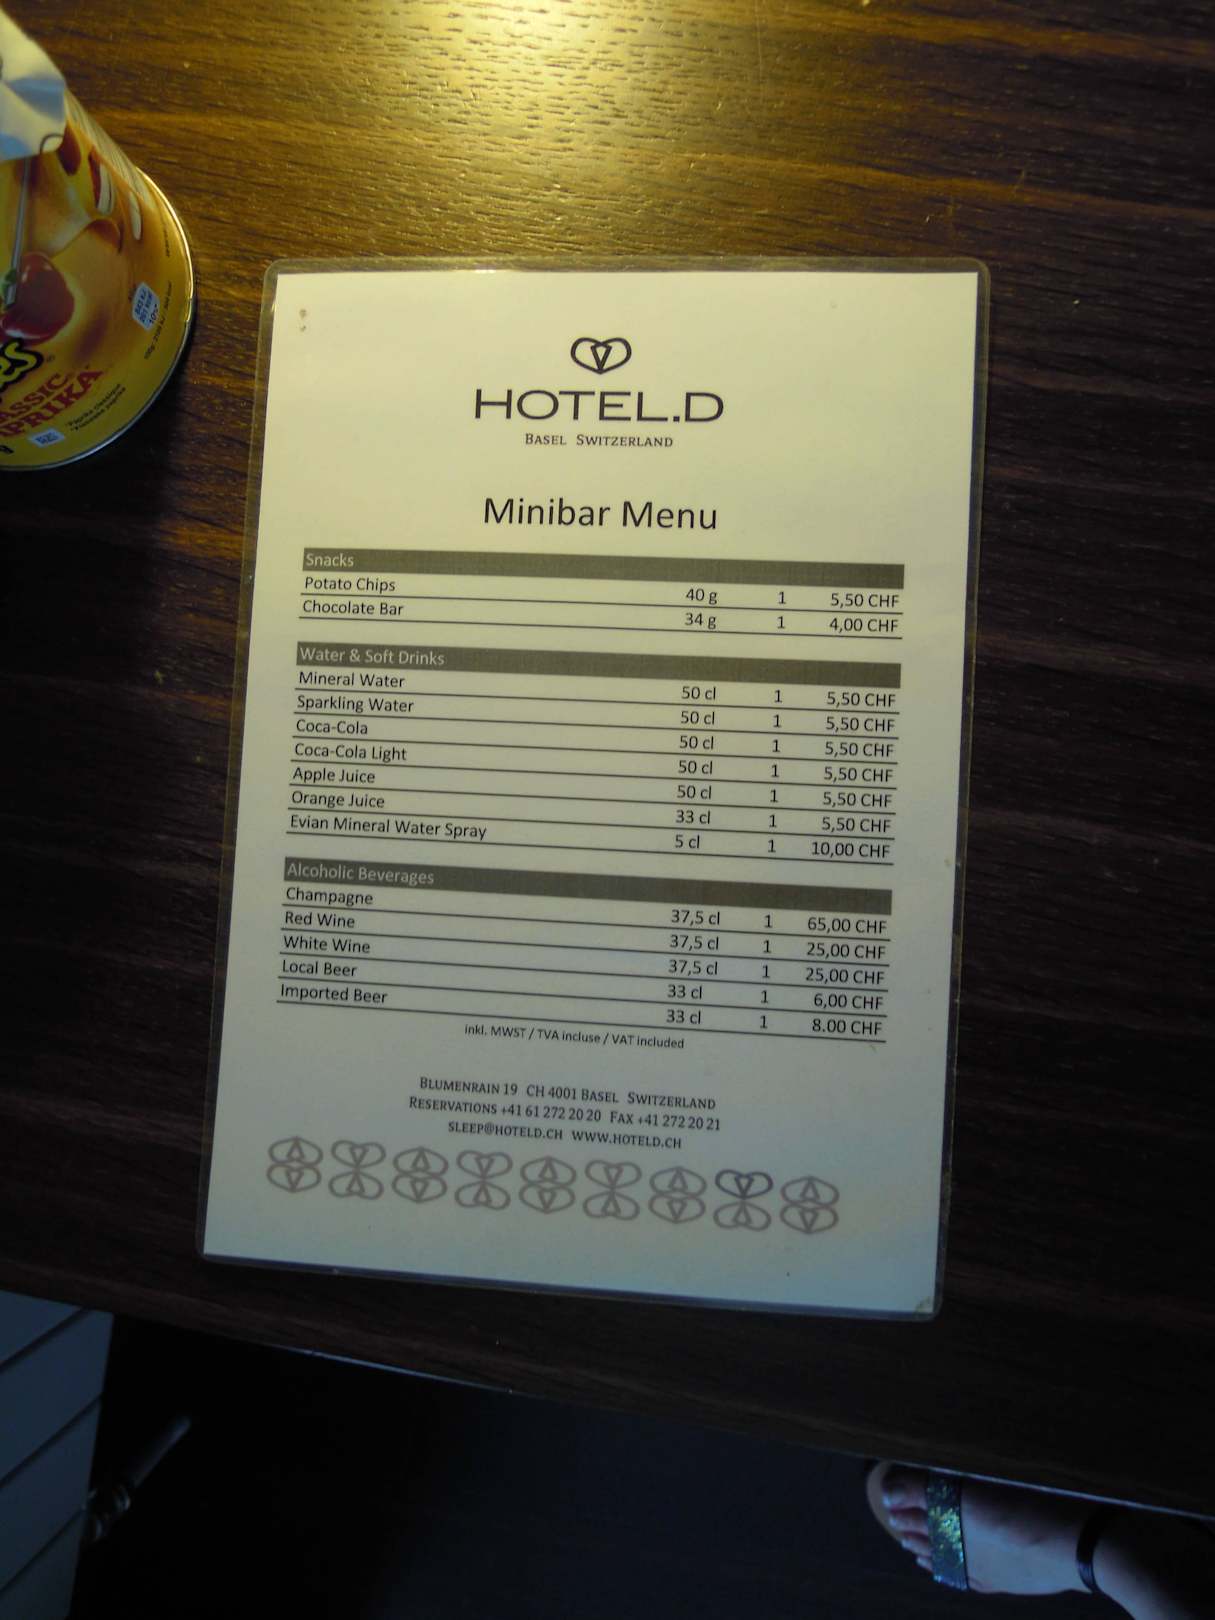 ASSIC
PAPRIKA
HOTEL.D
BASEL SWITZERLAND
Minibar Menu
Snacks
Potato Chips 40 g 1 5,50 CHF
Chocolate Bar 34 g 1 4,00 CHF
Water & Soft Drinks
Mineral Water 50 cl 1 5,50 CHF
Sparkling Water 50 cl 1 5,50 CHF
Coca-Cola 50 cl 1 5,50 CHF
Coca-Cola Light 50 cl 1 5,50 CHF
Apple Juice 50 cl 1 5,50 CHF
Orange Juice 33 cl 1 5,50 CHF
Evian Mineral Water Spray 5 cl 1 10,00 CHF
Alcoholic Beverages
Champagne 37,5 cl 1 65,00 CHF
Red Wine 37,5 cl 1 25,00 CHF
White Wine 37,5 cl 1 25,00 CHF
Local Beer 33 cl 1 6,00 CHF
Imported Beer 33 cl 1 8.00 CHF
inkl. MWST / TVA incluse / VAT included
BLUMENRAIN 19 CH 4001 BASEL SWITZERLAND
RESERVATIONS +41 61 272 20 20 FAX +41 272 20 21
SLEEP@HOTELD.CH WWW.HOTELD.CH